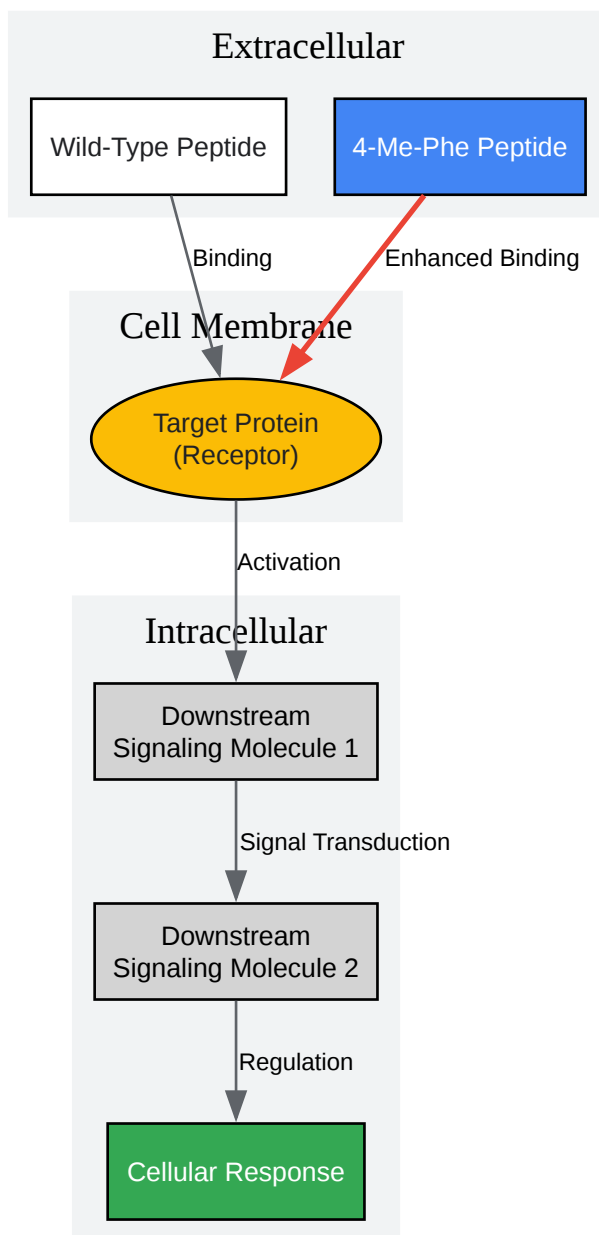 Extracellular
Wild-Type Peptide
4-Me-Phe Peptide
Binding
Enhanced Binding
Cell Membrane
Target Protein
(Receptor)
Activation
Intracellular
Downstream
Signaling Molecule 1
Signal Transduction
Downstream
Signaling Molecule 2
Regulation
Cellular Response